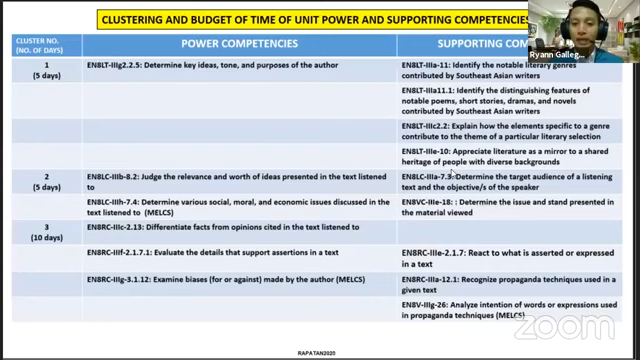 CLUSTERING AND BUDGET OF TIME OF UNIT POWER AND SUPPORTING COMPETENCIES
Ryann Galleg
CLUSTER NO.
(NO. OF DAYS)
POWER COMPETENCIES
SUPPORTING COM
1
(5 days)
EN8LT-IIIg2.2.5: Determine key ideas, tone, and purposes of the author
EN8LT-IIIa-11: Identify the notable literary genres
contributed by Southeast Asian writers
EN8LT-IIIa11.1: Identify the distinguishing features of
notable poems, short stories, dramas, and novels
contributed by Southeast Asian writers
EN8LT-IIIc2.2: Explain how the elements specific to a genre
contribute to the theme of a particular literary selection
EN8LT-IIIe-10: Appreciate literature as a mirror to a shared
heritage of people with diverse backgrounds
2
(5 days)
EN8LC-IIIb-8.2: Judge the relevance and worth of ideas presented in the text listened
to
EN8LC-IIIa-7.3: Determine the target audience of a listening
text and the objective/s of the speaker
EN8LC-IIIh-7.4: Determine various social, moral, and economic issues discussed in the
text listened to (MELCS)
EN8VC-IIIe-18: : Determine the issue and stand presented in
the material viewed
3
(10 days)
EN8RC-IIIc-2.13: Differentiate facts from opinions cited in the text listened to
EN8RC-IIIf-2.1.7.1: Evaluate the details that support assertions in a text
EN8RC-IIIe-2.1.7: React to what is asserted or expressed
in a text
EN8RC-IIIg-3.1.12: Examine biases (for or against) made by the author (MELCS)
EN8RC-IIIa-12.1: Recognize propaganda techniques used in a
given text
EN8V-IIIg-26: Analyze intention of words or expressions used
in propaganda techniques (MELCS)
zoom
RAPATAN2020